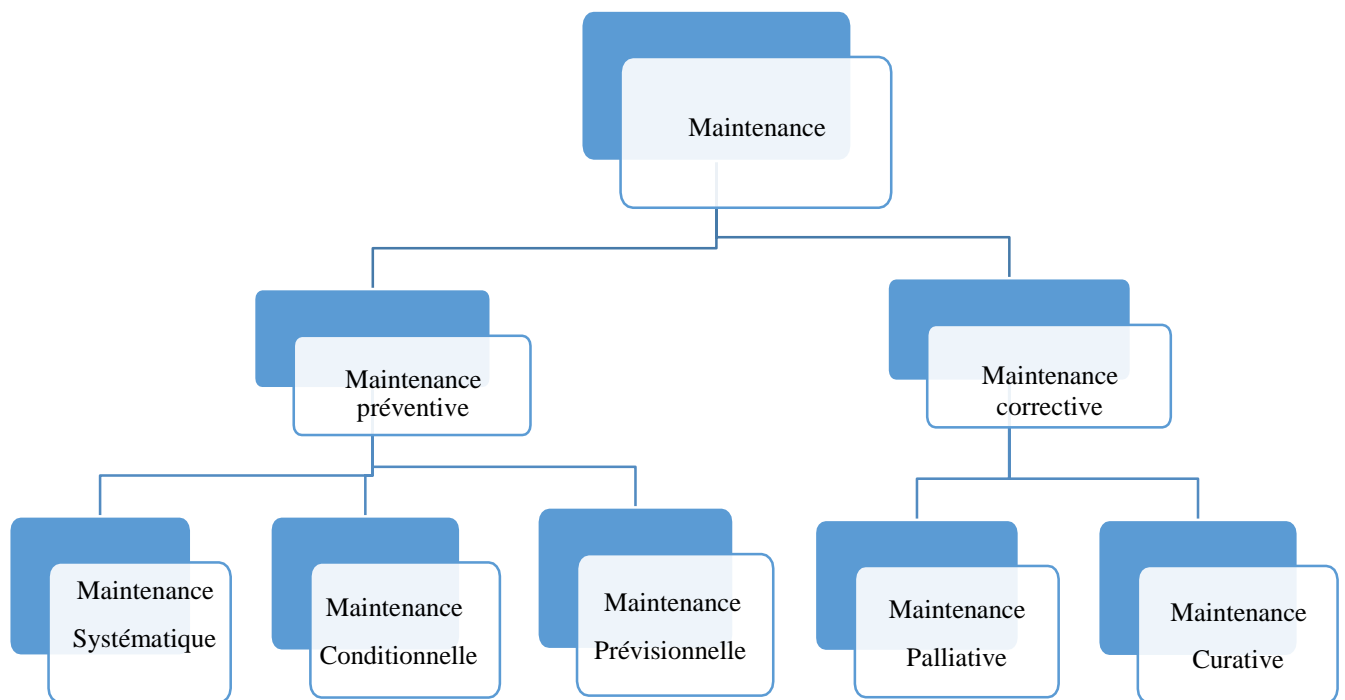 Maintenance
Maintenance
préventive
Maintenance
corrective
Maintenance
Systématique
Maintenance
Conditionnelle
Maintenance
Prévisionnelle
Maintenance
Palliative
Maintenance
Curative